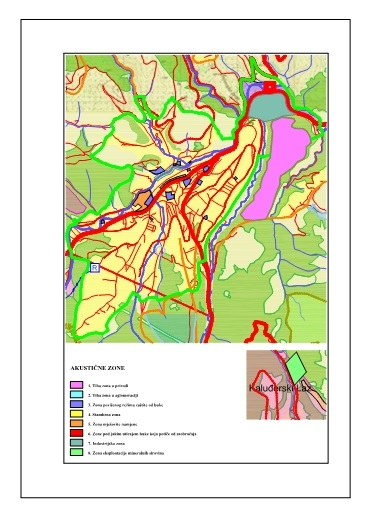 R
Kaluđerski Laz
AKUSTIČNE ZONE
1. Tiha zona u prirodi
2. Tiha zona u aglomeraciji
3. Zona povišenog režima zaštite od buke
4. Stambena zona
5. Zona mješovite namjene
6. Zona pod jakim uticajem buke koja potiče od saobraćaja
7. Industrijska zona
8. Zona eksploatacije mineralnih sirovina